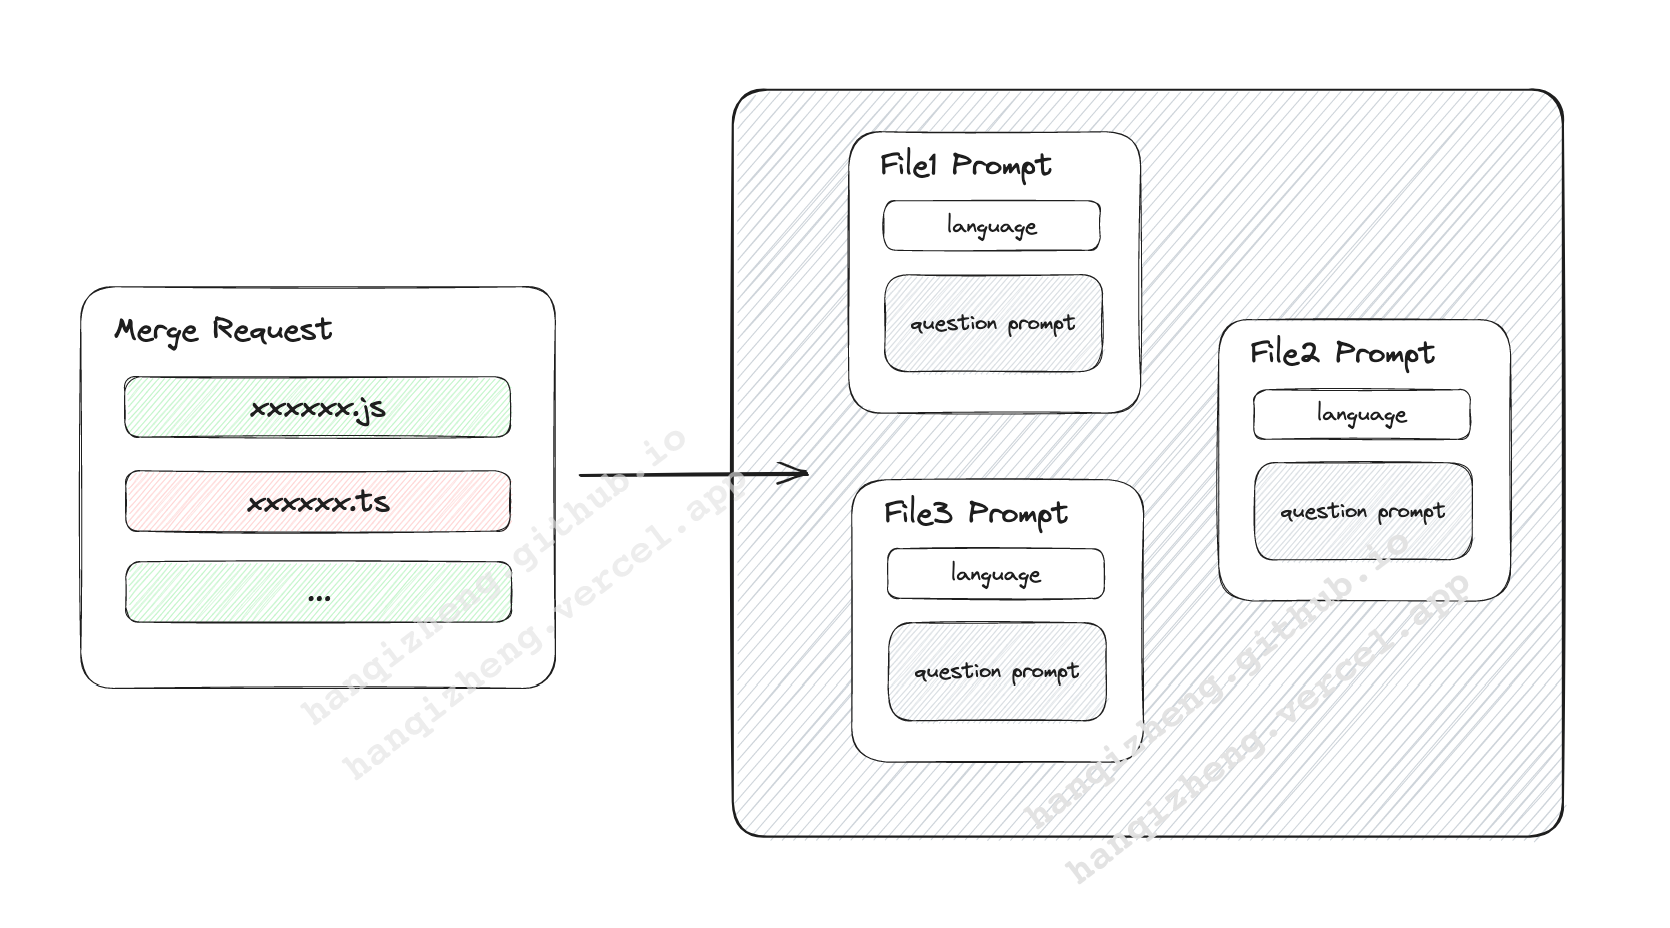 Merge Request
xxxxxx.js
xxxxxx.ts
...
File1 Prompt
language
question prompt
File2 Prompt
language
question prompt
File3 Prompt
language
question prompt
hanqizheng.github.io
hanqizheng.vercel.app
hanqizheng.github.io
hanqizheng.vercel.app